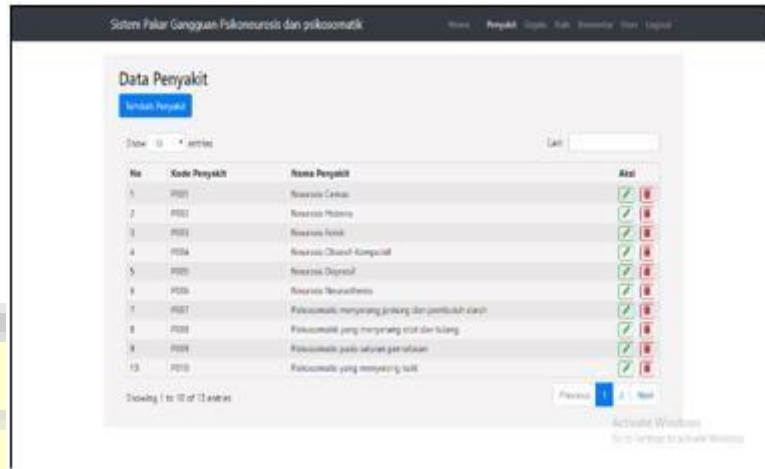 Sistem Pakar Gangguan Psikoneurosis dan psikosomatik Home Penyakit Gejala Rule Komentar User Logout
Data Penyakit
Tambah Penyakit
Show 10 entries Cari:
No Kode Penyakit Nama Penyakit Aksi
1 P001 Neurosis Cemas
2 P002 Neurosis Histeria
3 P003 Neurosis Fobik
4 P004 Neurosis Obsesif-Kompulsif
5 P005 Neurosis Depresif
6 P006 Neurosis Neurasthenia
7 P007 Psikosomatis menyerang jantung dan pembuluh darah
8 P008 Psikosomatik yang menyerang otot dan tulang
9 P009 Psikosomatis pada saluran pernafasan
10 P010 Psikosomatis yang menyerang kulit
Showing 1 to 10 of 13 entries Previous 1 2 Next
Activate Windows
Go to Settings to activate Windows.